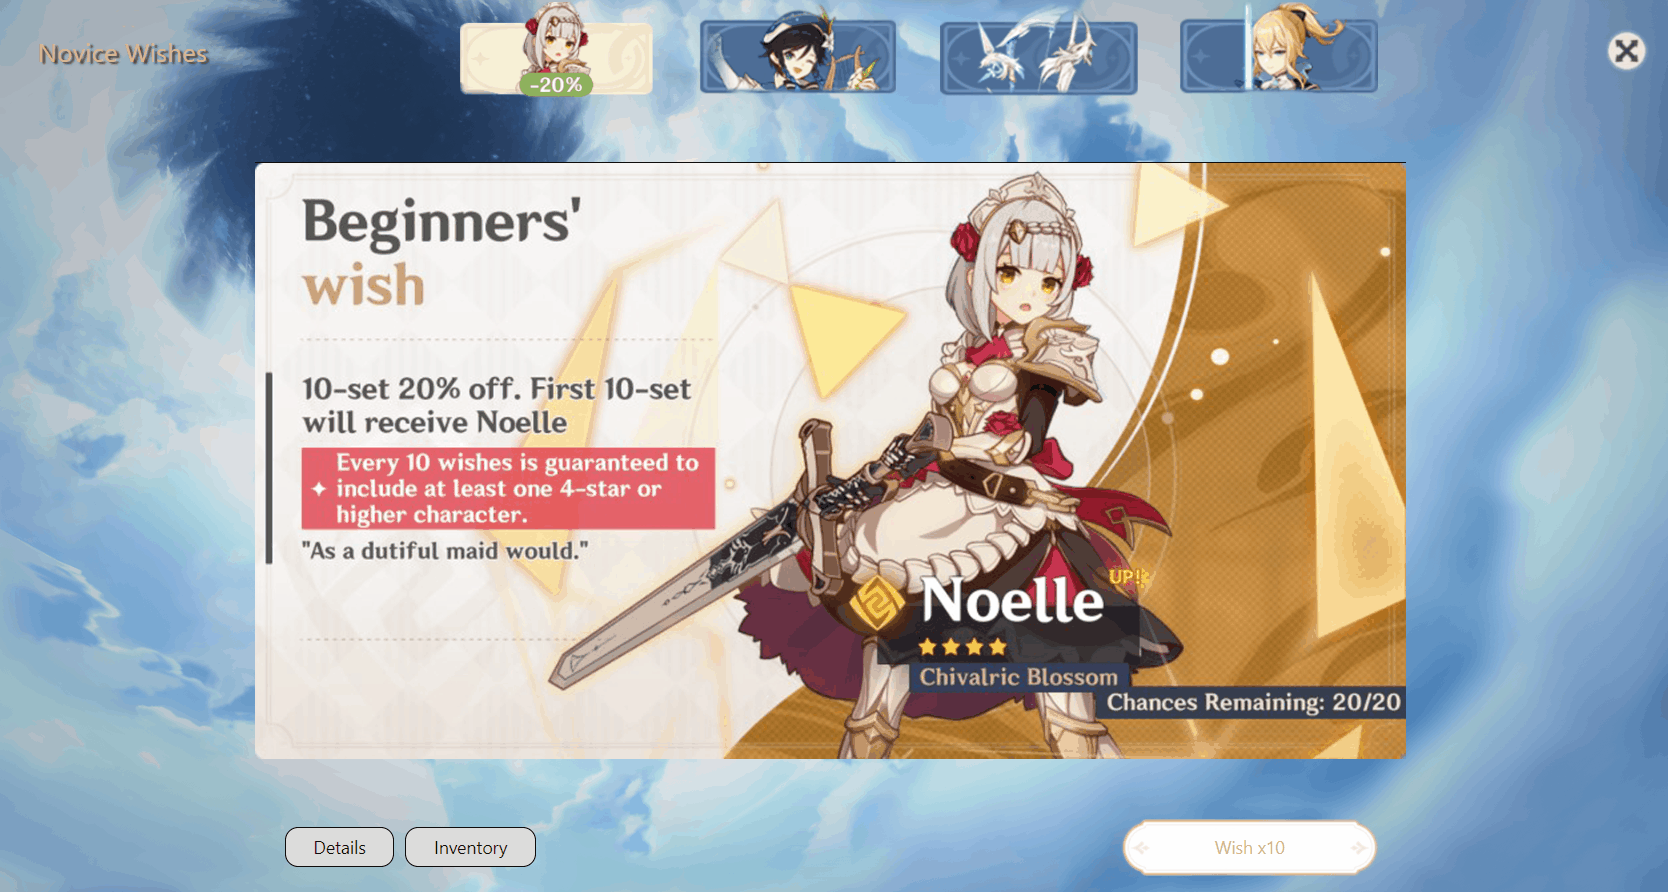 Novice Wishes
-20%
Beginners'
wish
10-set 20% off. First 10-set
will receive Noelle
Every 10 wishes is guaranteed to
include at least one 4-star or
higher character.
"As a dutiful maid would."
UP!
Noelle
Chivalric Blossom
Chances Remaining: 20/20
Details
Inventory
Wish x10